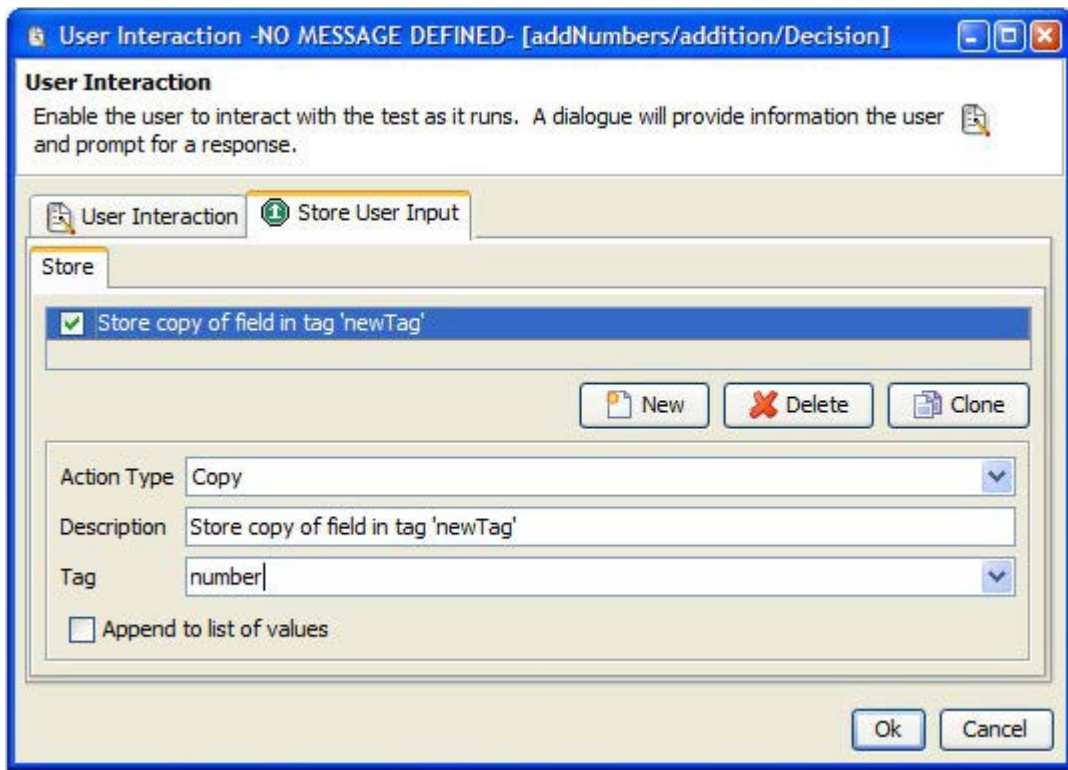 User Interaction -NO MESSAGE DEFINED- [addNumbers/addition/Decision]
User Interaction
Enable the user to interact with the test as it runs. A dialogue will provide information the user
and prompt for a response.
User Interaction
Store User Input
Store
Store copy of field in tag 'newTag'
New
Delete
Clone
Action Type Copy
Description Store copy of field in tag 'newTag'
Tag number
Append to list of values
Ok
Cancel